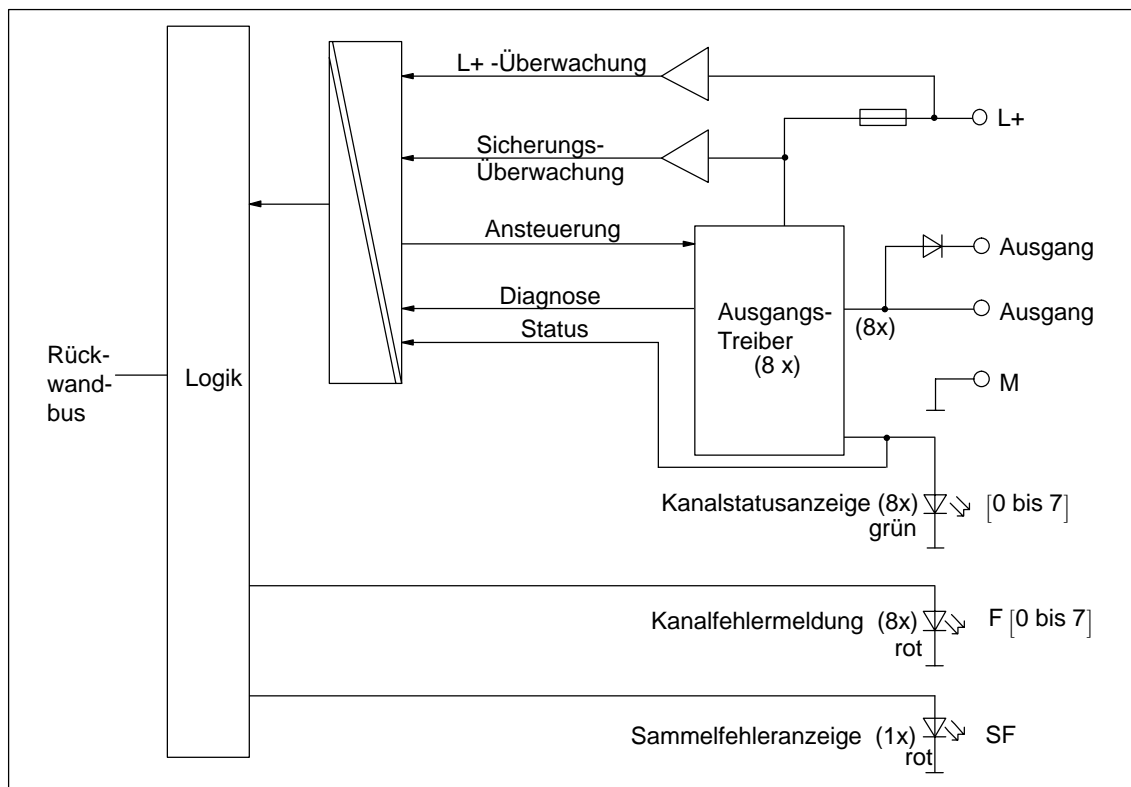 L+ -Überwachung
L+
Sicherungs-
Überwachung
Ansteuerung
Ausgang
Diagnose
Ausgangs-
Treiber
(8 x)
(8x)
Ausgang
Status
Rück-
wand-
bus
Logik
M
Kanalstatusanzeige (8x)
grün
[0 bis 7]
Kanalfehlermeldung (8x)
rot
F [0 bis 7]
Sammelfehleranzeige (1x)
rot
SF